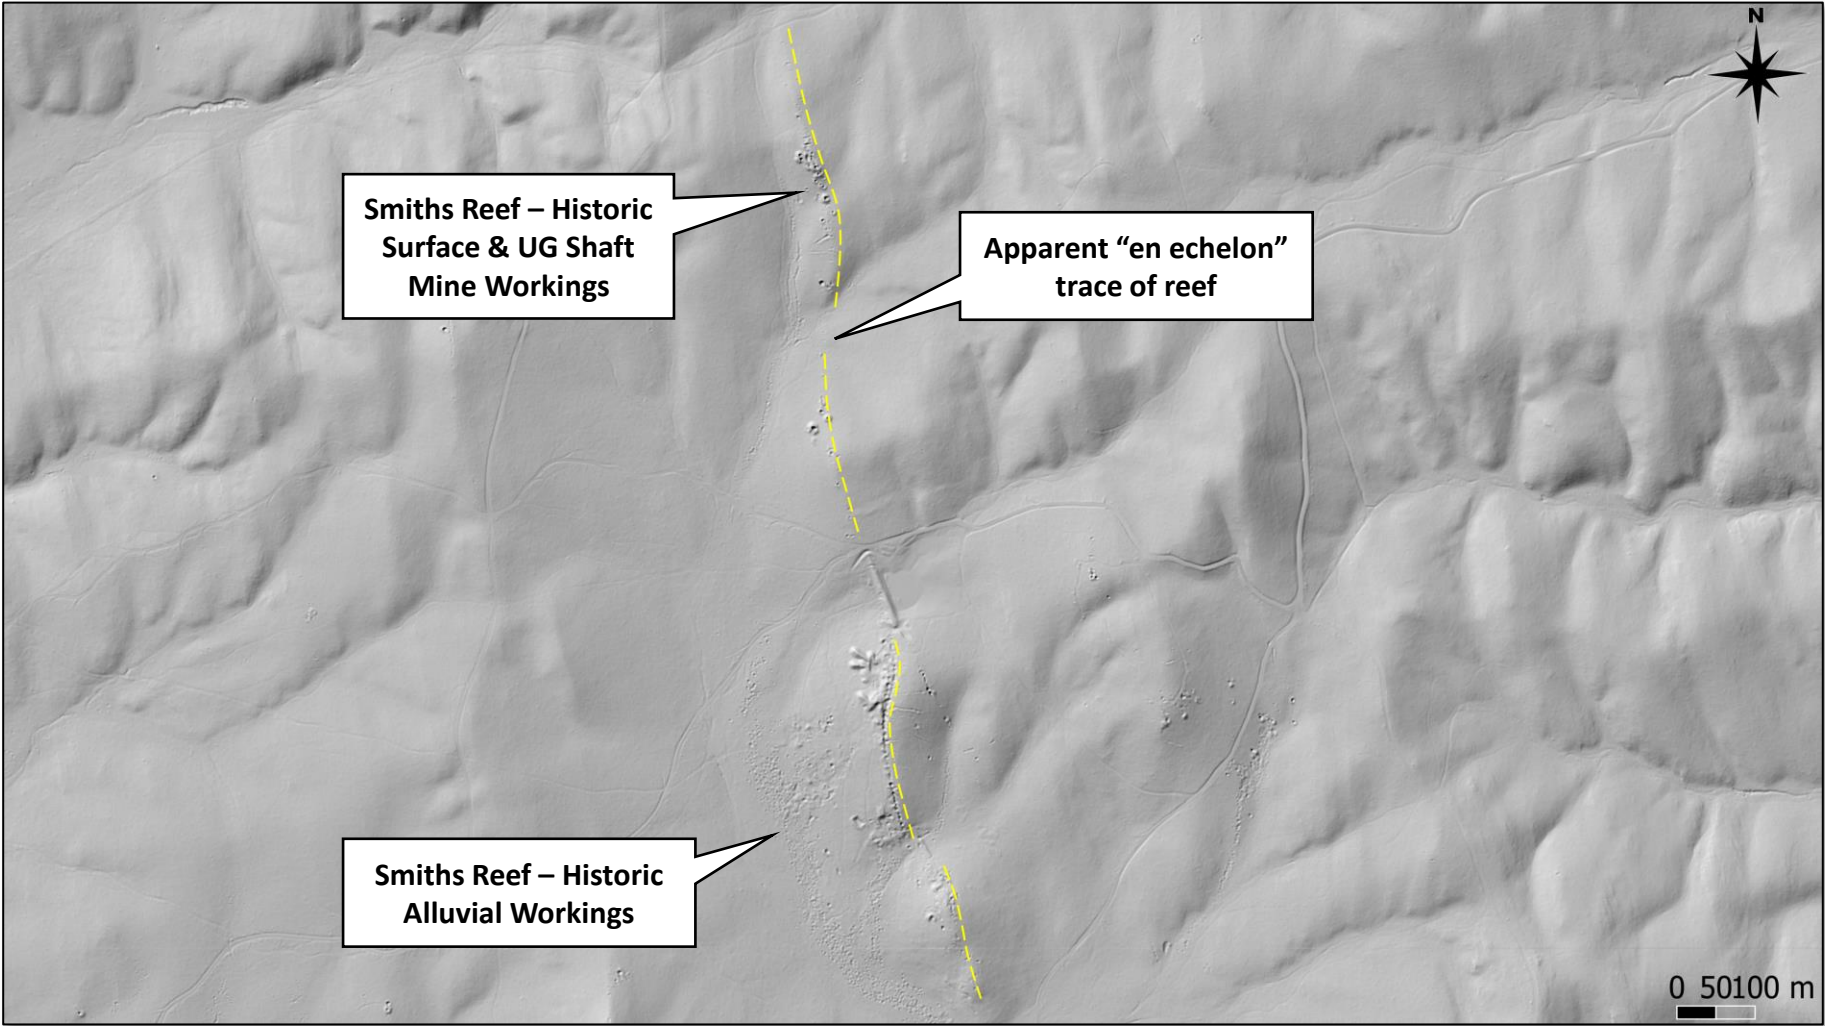 N
Smiths Reef – Historic
Surface & UG Shaft
Mine Workings
Apparent “en echelon”
trace of reef
Smiths Reef – Historic
Alluvial Workings
0 50100 m